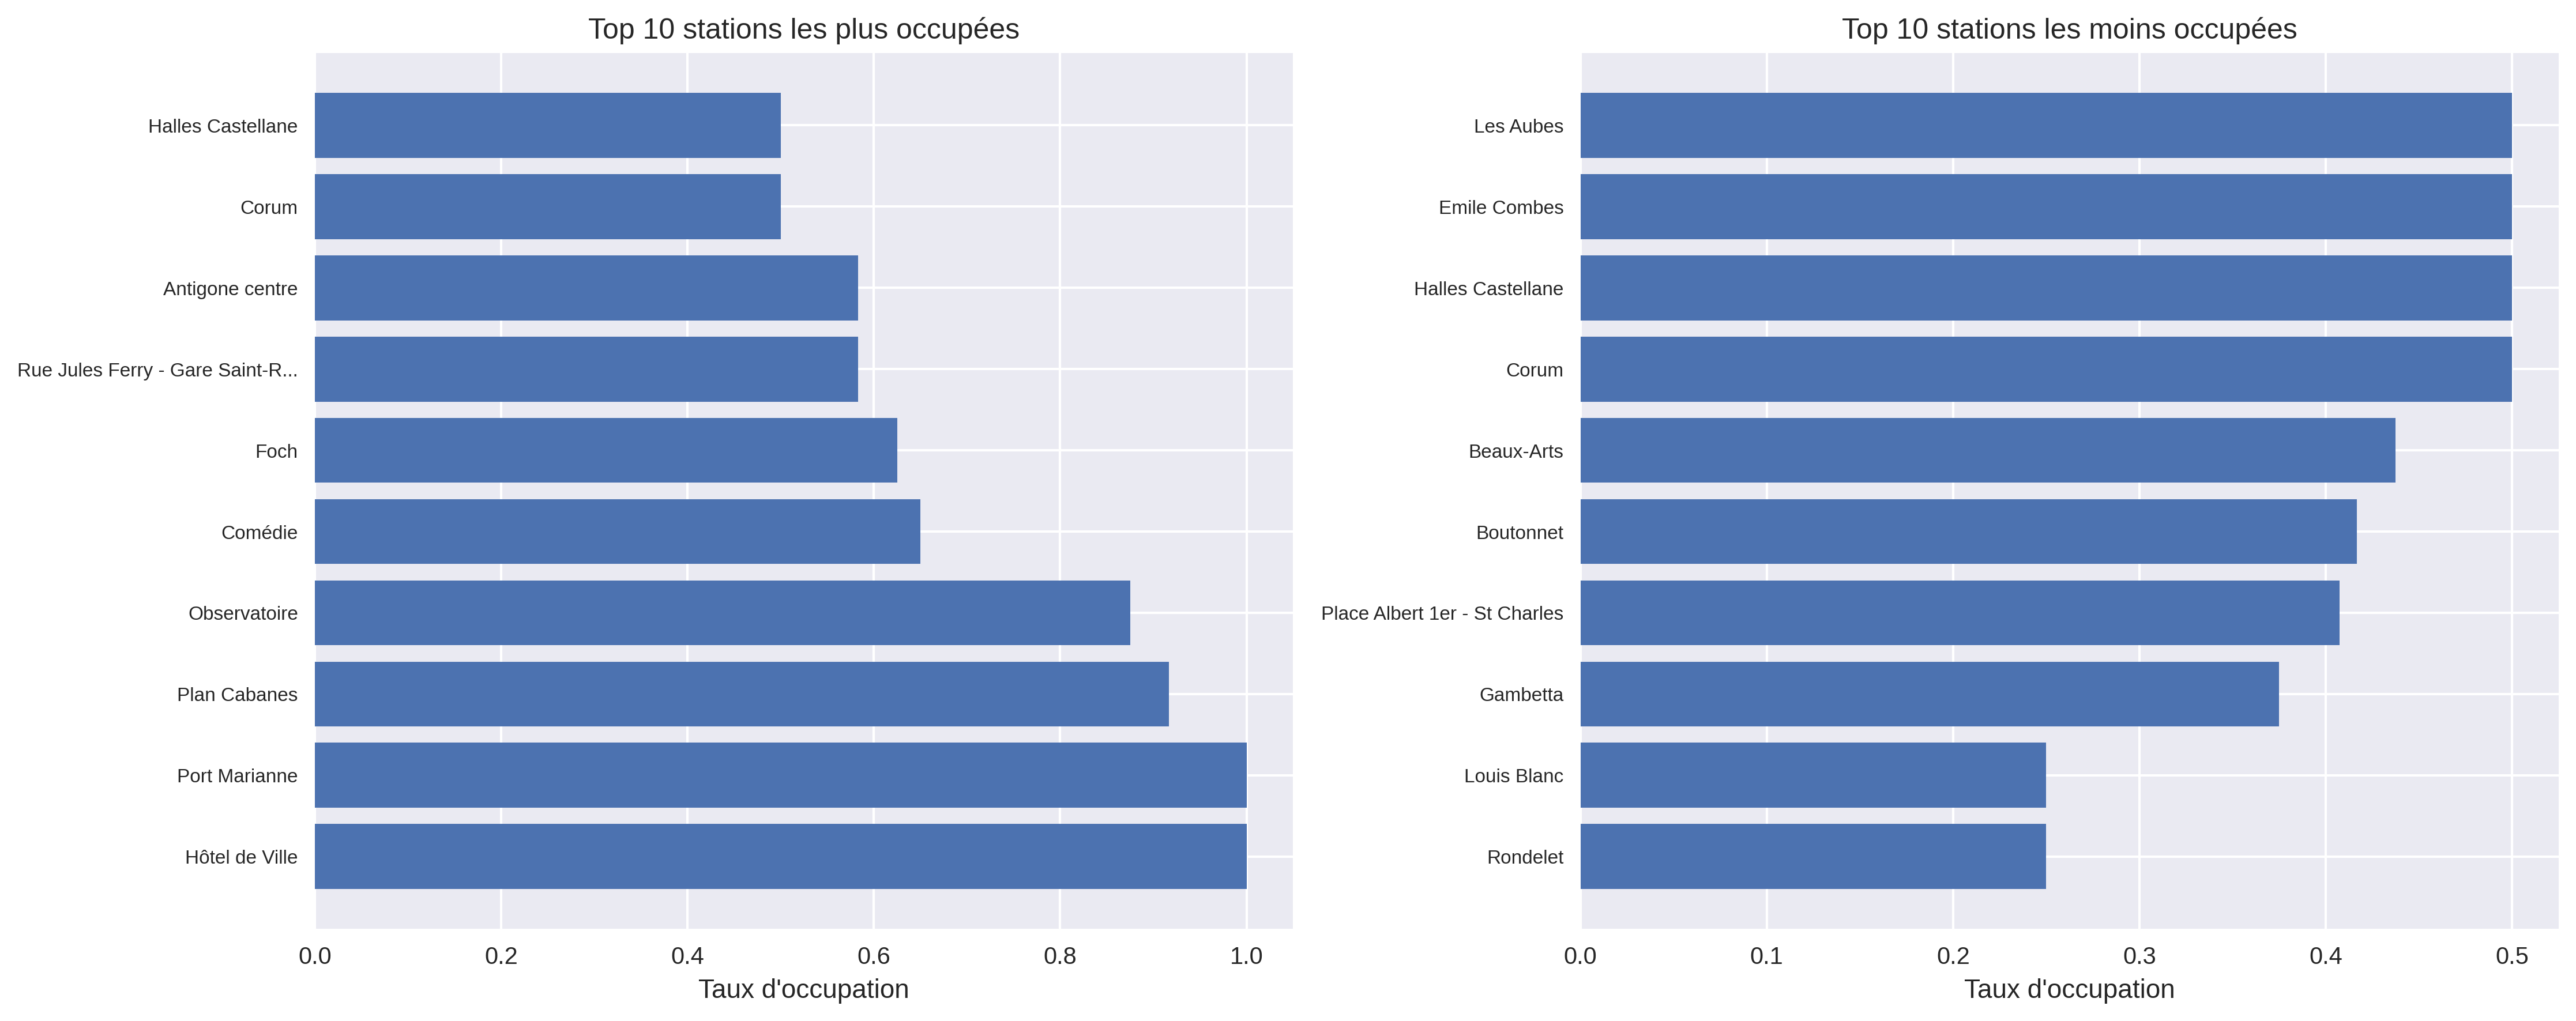 Top 10 stations les plus occupées
Halles Castellane
Corum
Antigone centre
Rue Jules Ferry - Gare Saint-R...
Foch
Comédie
Observatoire
Plan Cabanes
Port Marianne
Hôtel de Ville
0.0 0.2 0.4 0.6 0.8 1.0
Taux d'occupation
Top 10 stations les moins occupées
Les Aubes
Emile Combes
Halles Castellane
Corum
Beaux-Arts
Boutonnet
Place Albert 1er - St Charles
Gambetta
Louis Blanc
Rondelet
0.0 0.1 0.2 0.3 0.4 0.5
Taux d'occupation